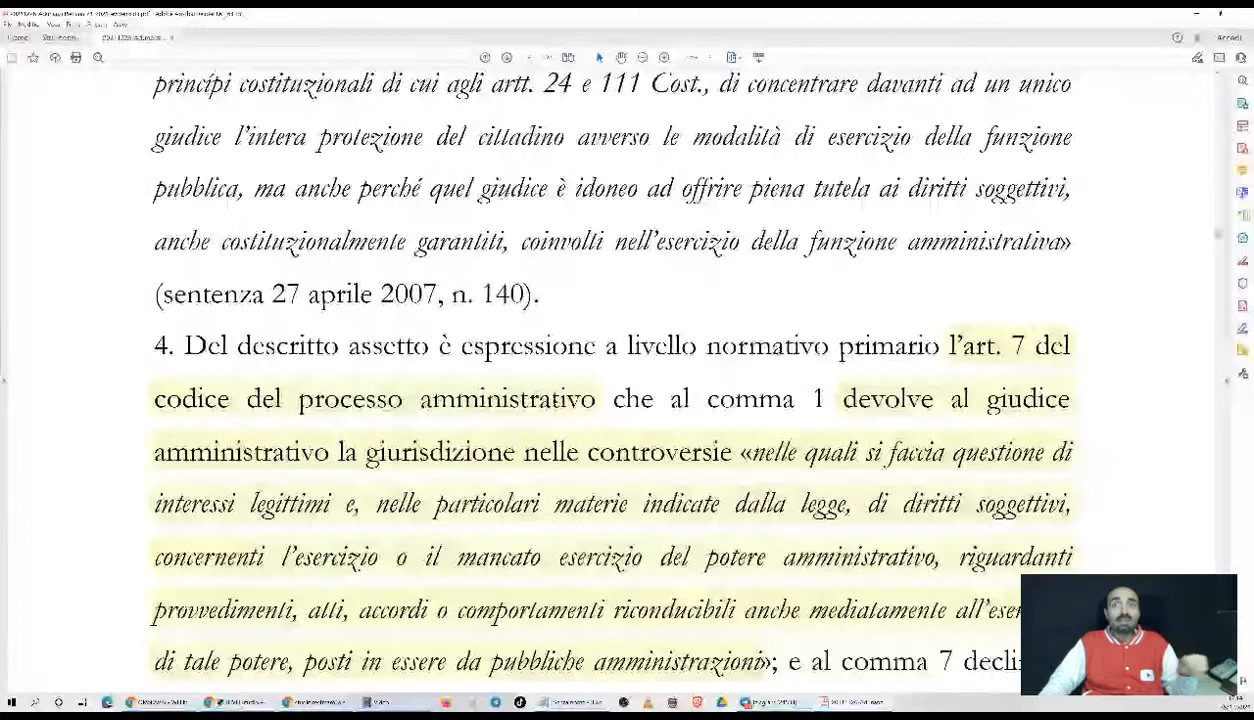 principi costituzionali di cui agli artt. 24 e 111 Cost., di concentrare davanti ad un unico
giudice l'intera protezione del cittadino avverso le modalità di esercizio della funzione
pubblica, ma anche perché quel giudice è idoneo ad offrire piena tutela ai diritti soggettivi,
anche costituzionalmente garantiti, coinvolti nell'esercizio della funzione amministrativa»
(sentenza 27 aprile 2007, n. 140).
4. Del descritto assetto è espressione a livello normativo primario l'art. 7 del
codice del processo amministrativo che al comma 1 devolve al giudice
amministrativo la giurisdizione nelle controversie «nelle quali si faccia questione di
interessi legittimi e, nelle particolari materie indicate dalla legge, di diritti soggettivi,
concernenti l'esercizio o il mancato esercizio del potere amministrativo, riguardanti
provvedimenti, atti, accordi o comportamenti riconducibili anche mediatamente
di tale potere, posti in essere da pubbliche amministrazioni»; e al comma 7